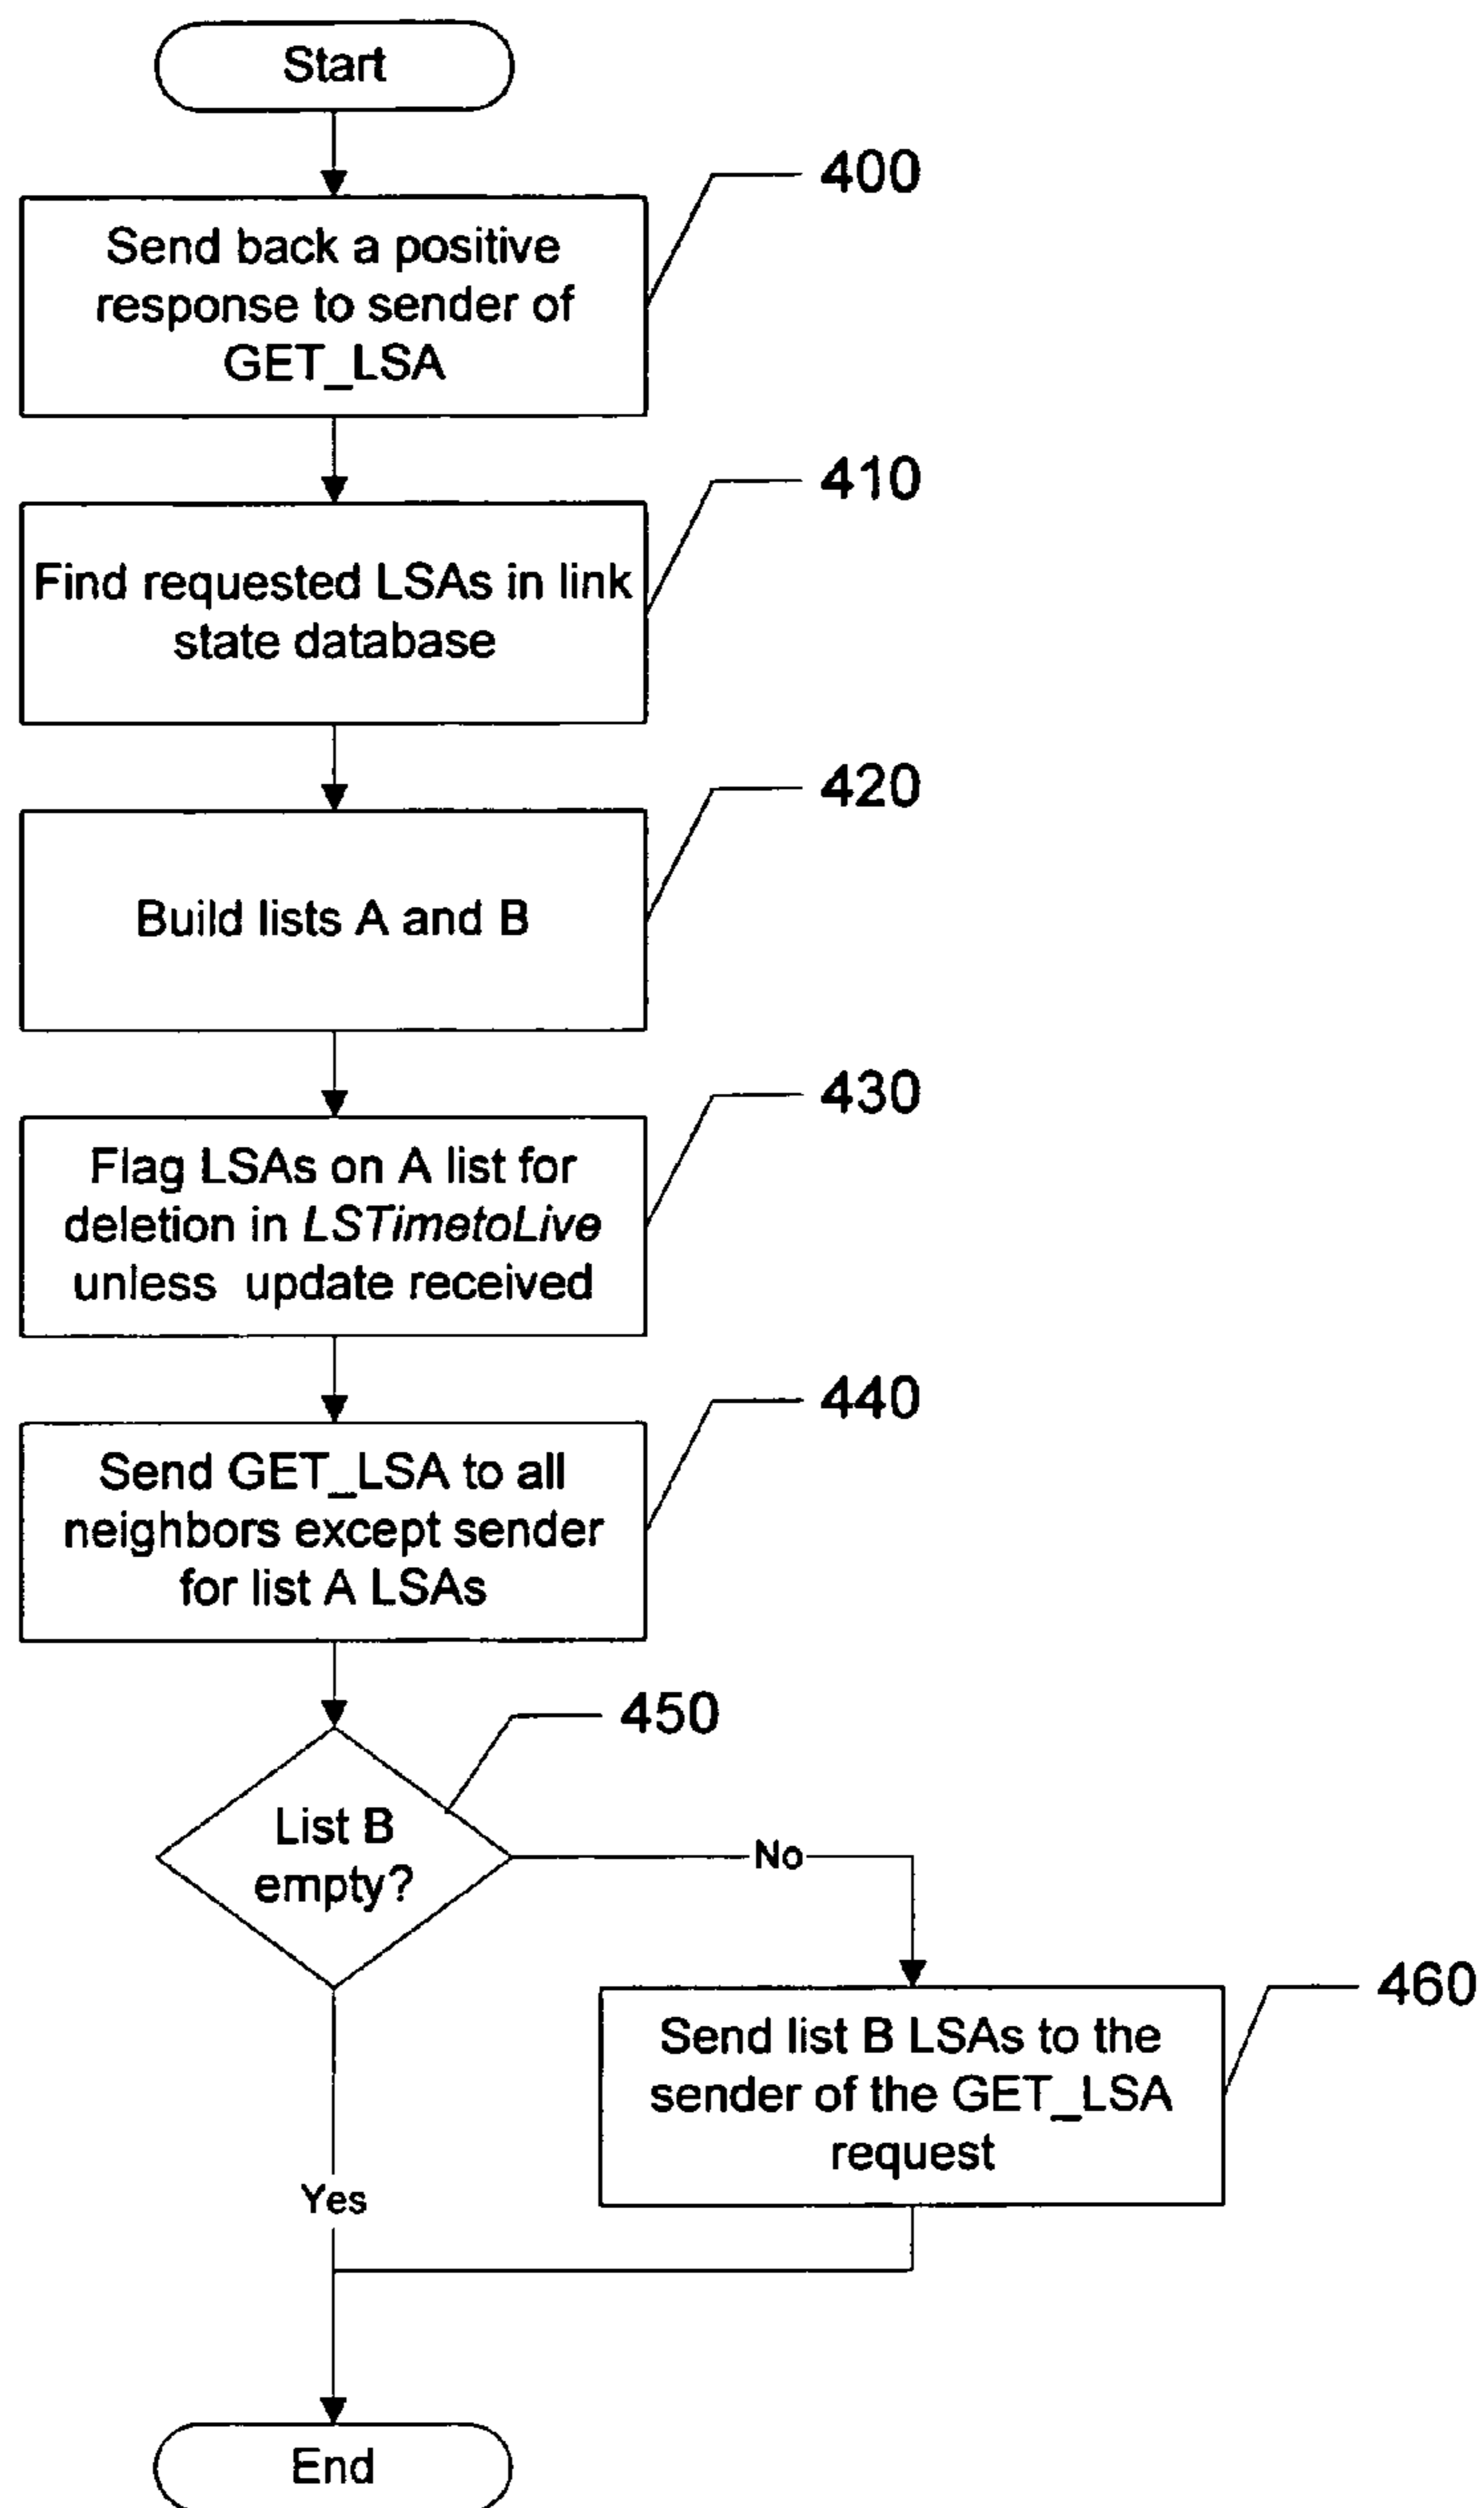 Start
400
Send back a positive
response to sender of
GET_LSA
410
Find requested LSAs in link
state database
420
Build lists A and B
430
Flag LSAs on A list for
deletion in LSTimetoLive
unless update received
440
Send GET_LSA to all
neighbors except sender
for list A LSAs
450
List B
empty?
No
460
Send list B LSAs to the
sender of the GET_LSA
request
Yes
End